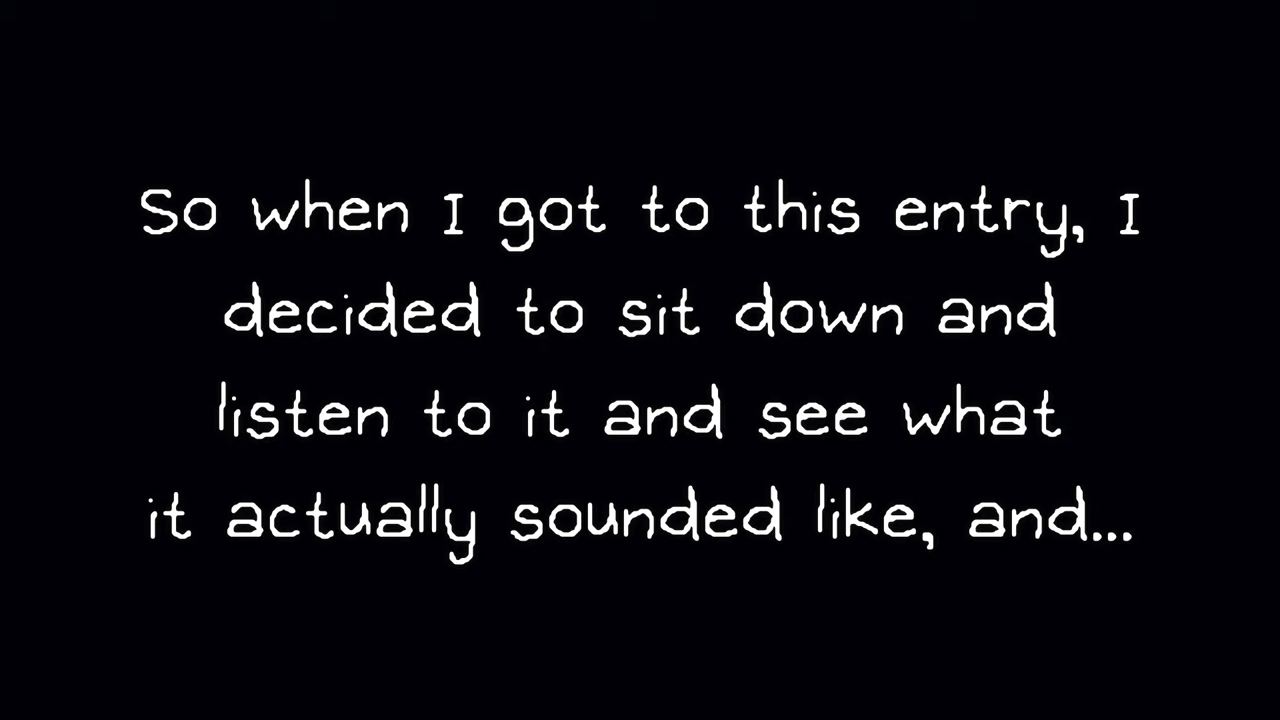 So when I got to this entry, I
decided to sit down and
listen to it and see what
it actually sounded like, and...